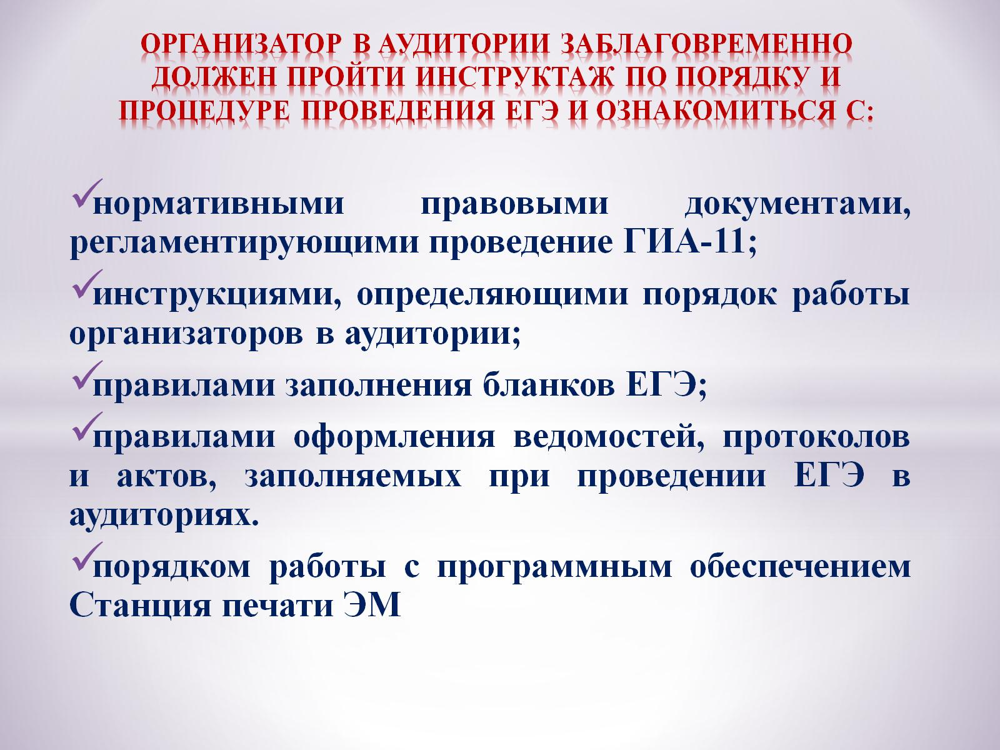 ОРГАНИЗАТОР В АУДИТОРИИ ЗАБЛАГОВРЕМЕННО
ДОЛЖЕН ПРОЙТИ ИНСТРУКТАЖ ПО ПОРЯДКУ И
ПРОЦЕДУРЕ ПРОВЕДЕНИЯ ЕГЭ И ОЗНАКОМИТЬСЯ С:
✓нормативными правовыми документами,
регламентирующими проведение ГИА-11;
✓инструкциями, определяющими порядок работы
организаторов в аудитории;
✓правилами заполнения бланков ЕГЭ;
✓правилами оформления ведомостей, протоколов
и актов, заполняемых при проведении ЕГЭ в
аудиториях.
✓порядком работы с программным обеспечением
Станция печати ЭМ